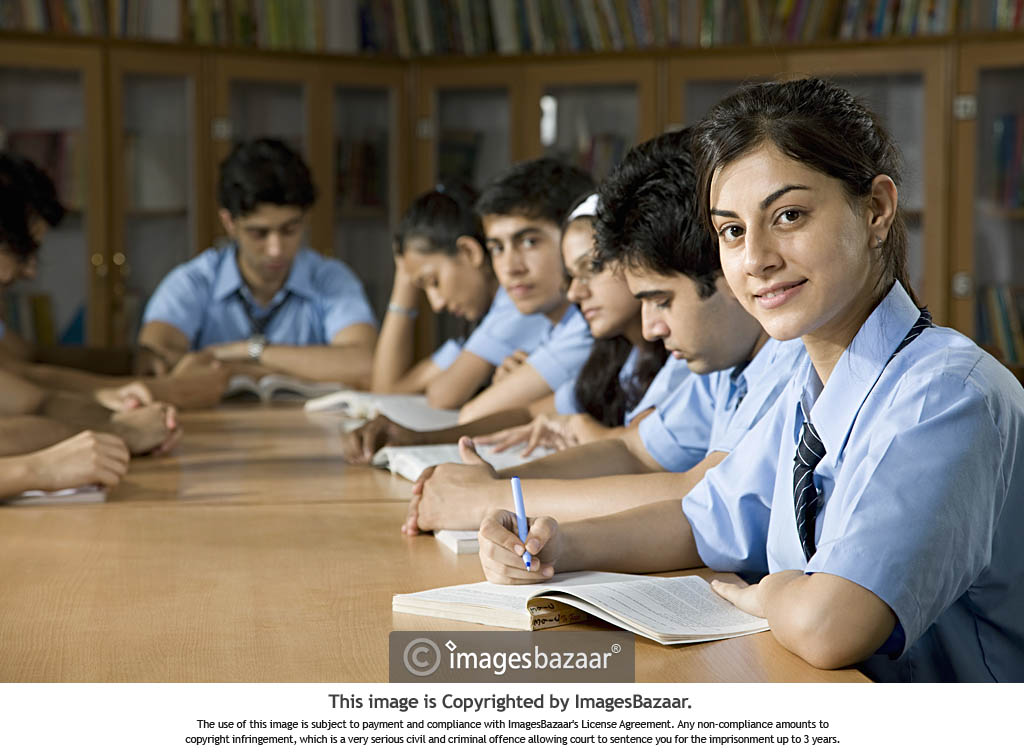 © imagesbazaar®
This image is Copyrighted by ImagesBazaar.
The use of this image is subject to payment and compliance with ImagesBazaar's License Agreement. Any non-compliance amounts to
copyright infringement, which is a very serious civil and criminal offence allowing court to sentence you for the imprisonment up to 3 years.